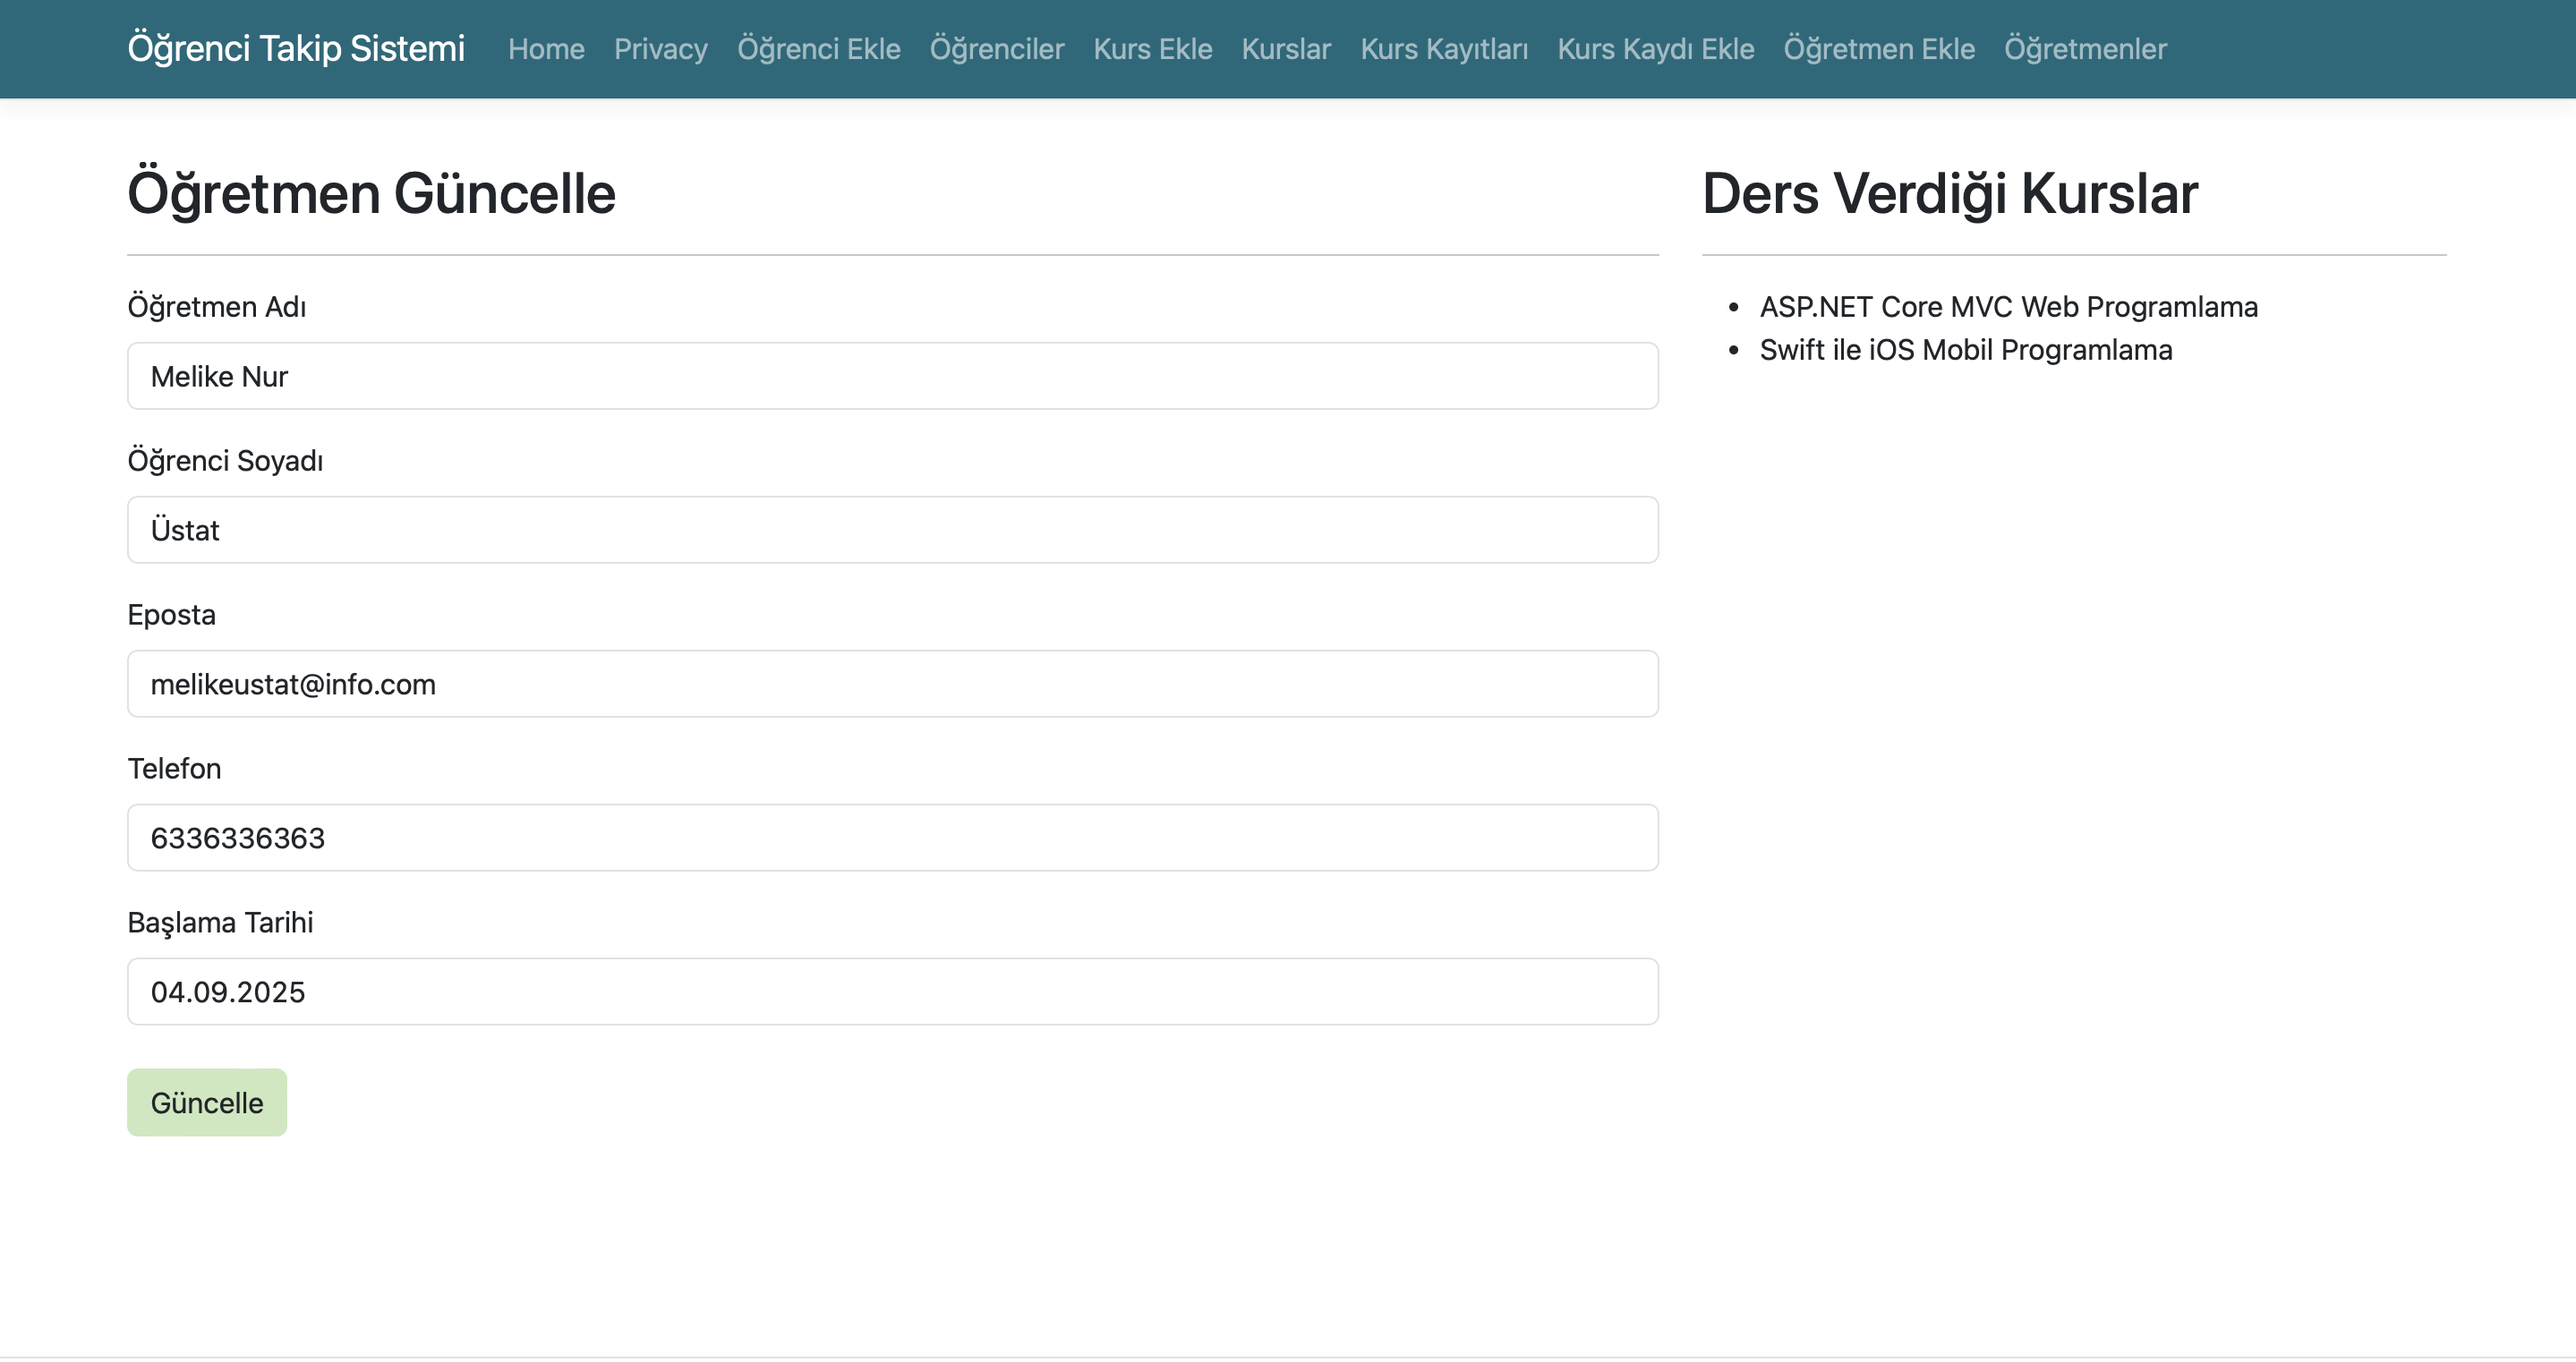 Öğrenci Takip Sistemi Home Privacy Öğrenci Ekle Öğrenciler Kurs Ekle Kurslar Kurs Kayıtları Kurs Kaydı Ekle Öğretmen Ekle Öğretmenler
Öğretmen Güncelle
Öğretmen Adı
Melike Nur
Öğrenci Soyadı
Üstat
Eposta
melikeustat@info.com
Telefon
6336336363
Başlama Tarihi
04.09.2025
Güncelle
Ders Verdiği Kurslar
ASP.NET Core MVC Web Programlama
Swift ile iOS Mobil Programlama